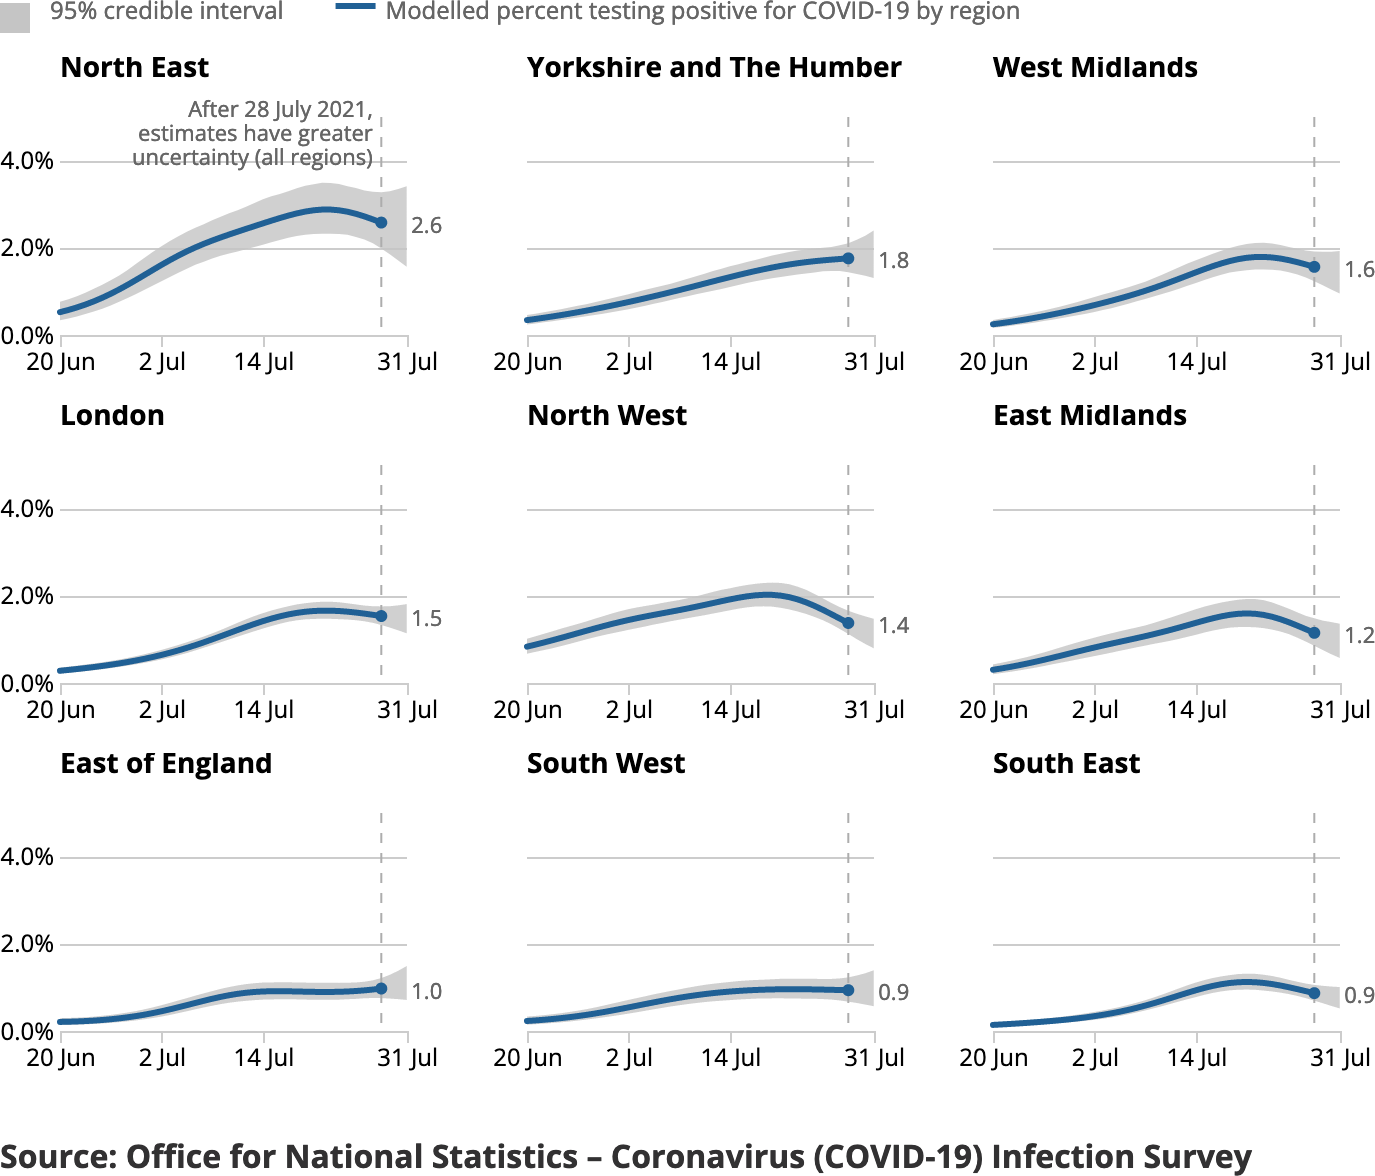 95% credible interval
Modelled percent testing positive for COVID-19 by region
North East
After 28 July 2021,
estimates have greater
uncertainty (all regions)
4.0%
2.0%
0.0%
2.6
20 Jun
2 Jul
14 Jul
31 Jul
Yorkshire and The Humber
1.8
20 Jun
2 Jul
14 Jul
31 Jul
West Midlands
1.6
20 Jun
2 Jul
14 Jul
31 Jul
London
4.0%
2.0%
0.0%
1.5
20 Jun
2 Jul
14 Jul
31 Jul
North West
1.4
20 Jun
2 Jul
14 Jul
31 Jul
East Midlands
1.2
20 Jun
2 Jul
14 Jul
31 Jul
East of England
4.0%
2.0%
0.0%
1.0
20 Jun
2 Jul
14 Jul
31 Jul
South West
0.9
20 Jun
2 Jul
14 Jul
31 Jul
South East
0.9
20 Jun
2 Jul
14 Jul
31 Jul
Source: Office for National Statistics – Coronavirus (COVID-19) Infection Survey